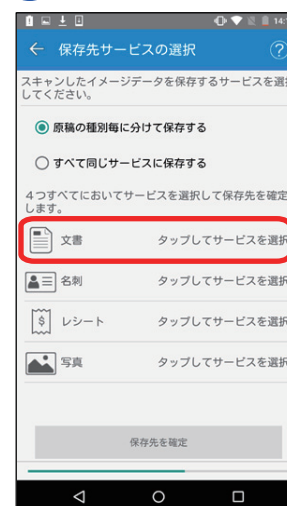 14:
保存先サービスの選択
スキャンしたイメージデータを保存するサービスを選
してください。
原稿の種別毎に分けて保存する
すべて同じサービスに保存する
4つすべてにおいてサービスを選択して保存先を確定
します。
文書 タップしてサービスを選択
名刺 タップしてサービスを選択
レシート タップしてサービスを選択
写真 タップしてサービスを選択
保存先を確定